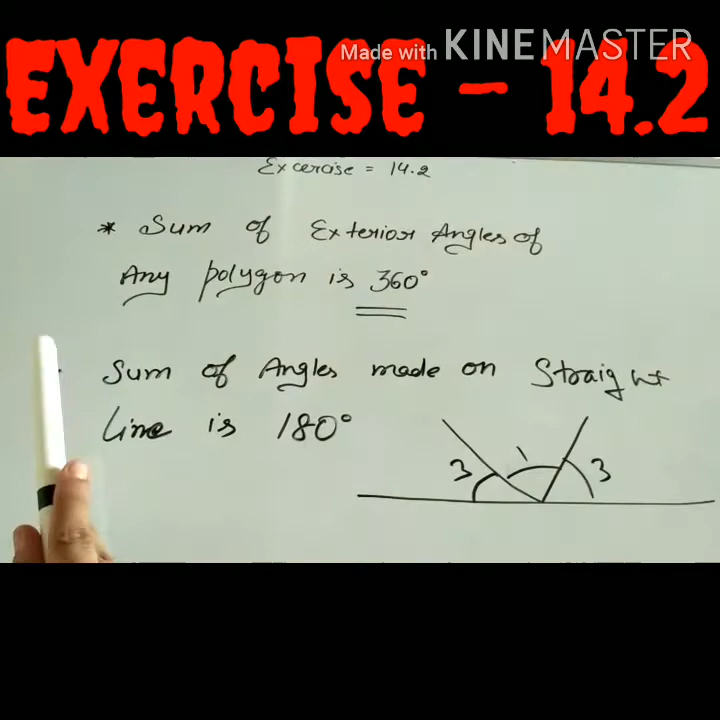 EXERCISE - 14.2
Made with KINEMASTER
Excercise = 14.2
* Sum of Exterior Angles of
Any polygon is 360°
Sum of Angles made on Straight
line is 180°
3 1 3